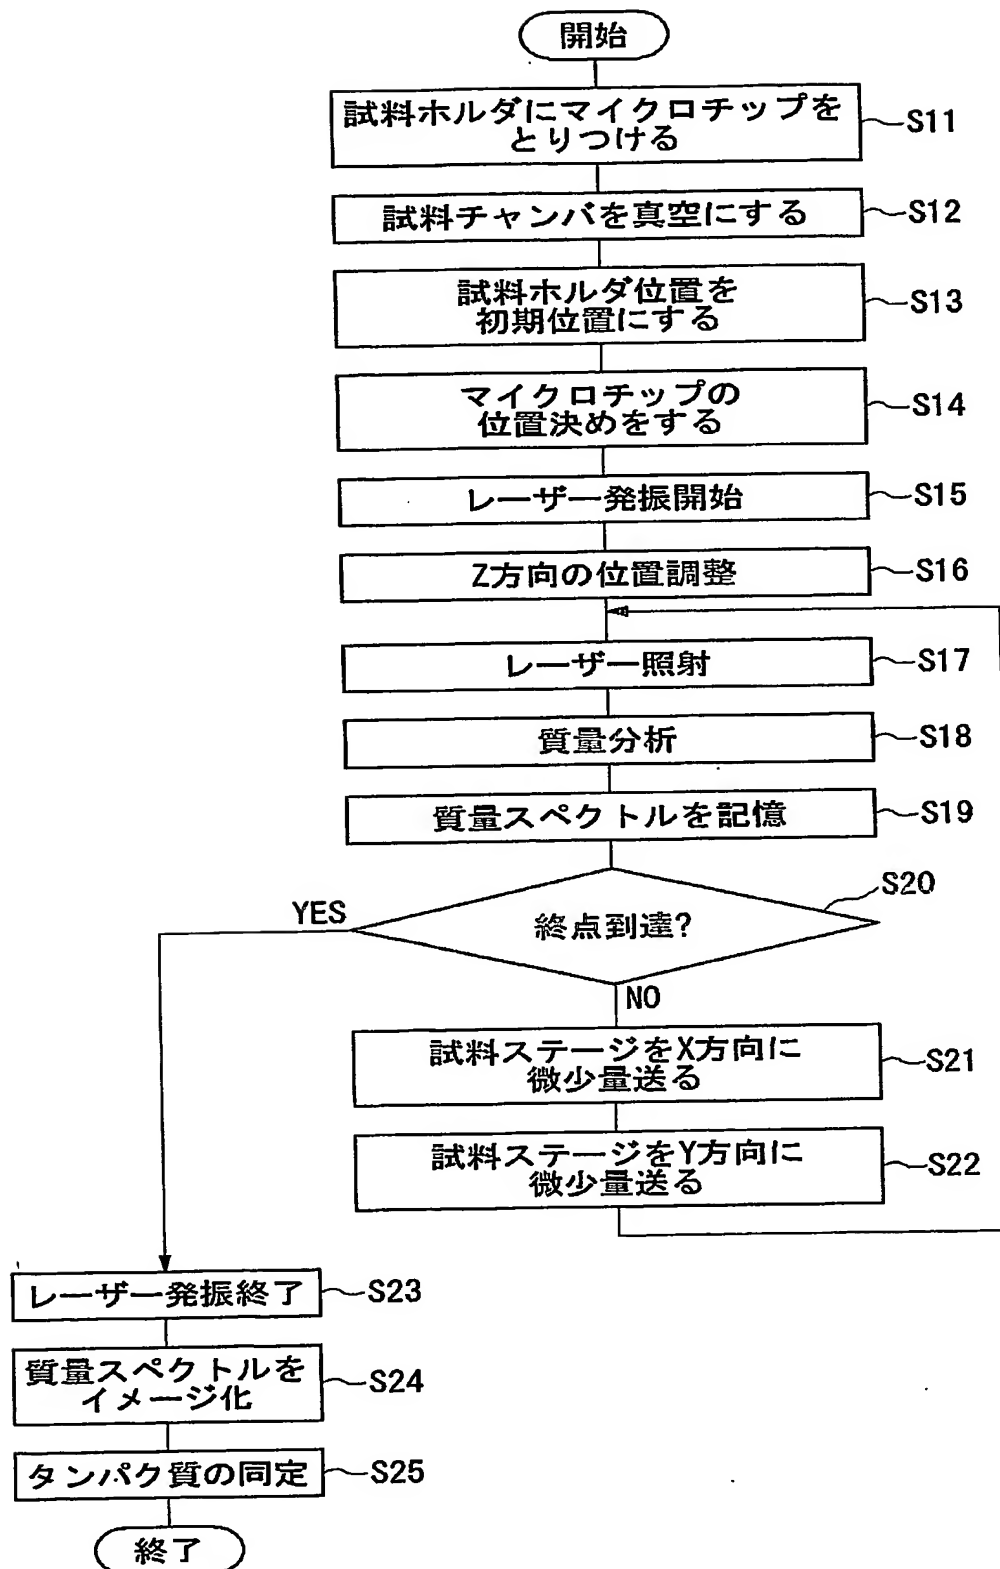 開始
試料ホルダにマイクロチップを
とりつける
S11
試料チャンバを真空にする
S12
試料ホルダ位置を
初期位置にする
S13
マイクロチップの
位置決めをする
S14
レーザー発振開始
S15
Z方向の位置調整
S16
レーザー照射
S17
質量分析
S18
質量スペクトルを記憶
S19
終点到達?
S20
YES
NO
試料ステージをX方向に
微少量送る
S21
試料ステージをY方向に
微少量送る
S22
レーザー発振終了
S23
質量スペクトルを
イメージ化
S24
タンパク質の同定
S25
終了